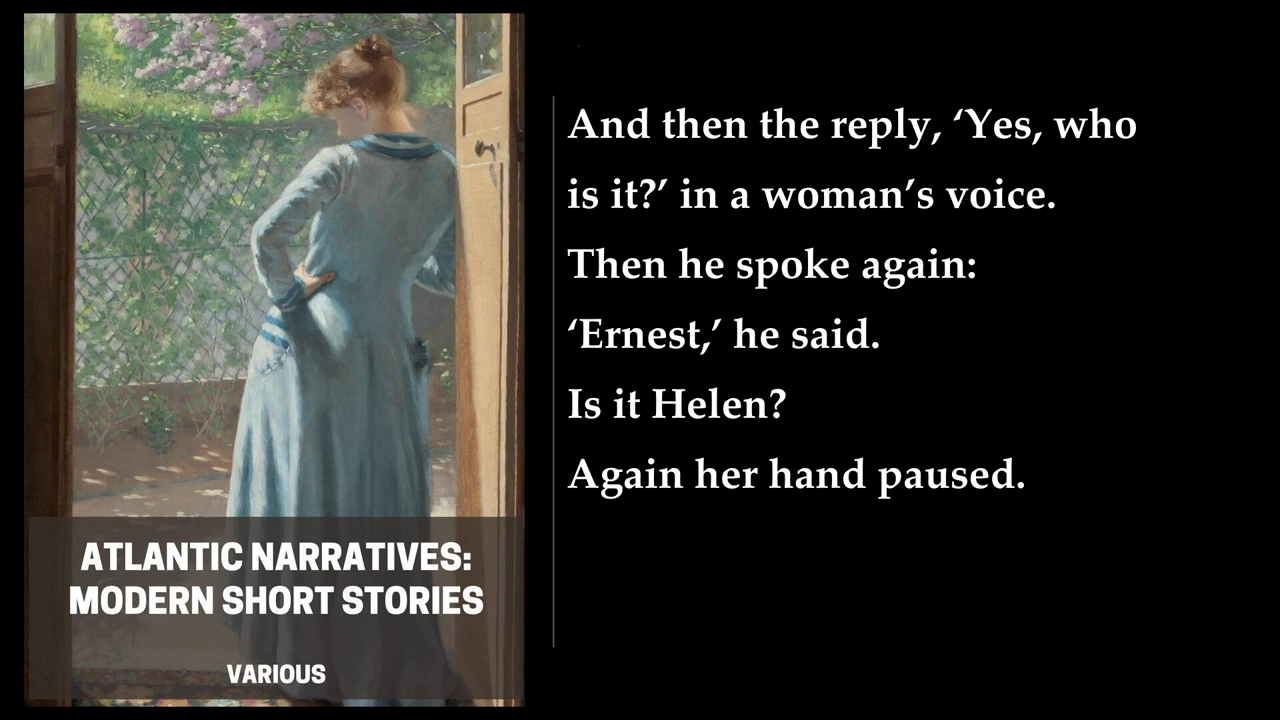 ATLANTIC NARRATIVES:
MODERN SHORT STORIES
VARIOUS
And then the reply, ‘Yes, who
is it?’ in a woman’s voice.
Then he spoke again:
‘Ernest,’ he said.
Is it Helen?
Again her hand paused.